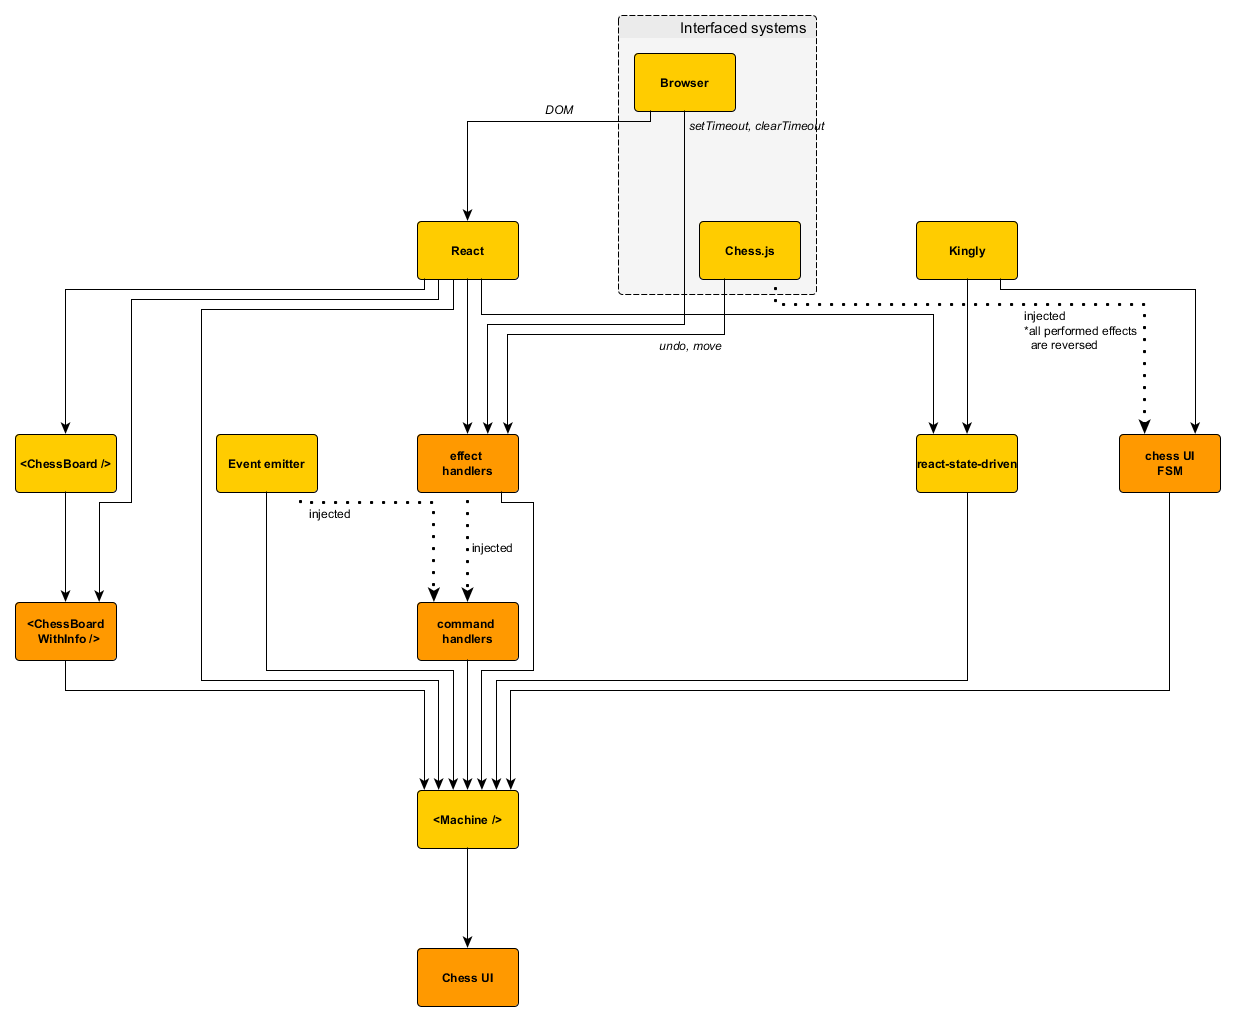 Interfaced systems
Browser
DOM
setTimeout, clearTimeout
React
Chess.js
Kingly
injected
*all performed effects
are reversed
undo, move
<ChessBoard />
Event emitter
effect
handlers
react-state-driven
chess UI
FSM
injected
injected
<ChessBoard
WithInfo />
command
handlers
<Machine />
Chess UI